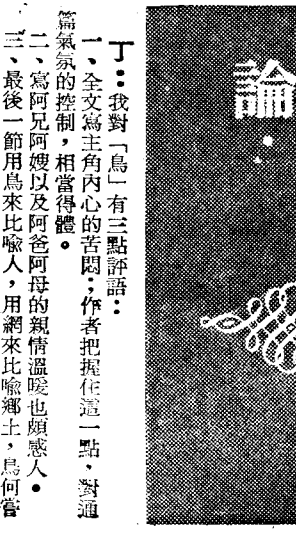 論
丁：我對「鳥」有三點評語：
一、全文寫主角內心的苦悶；作者把握住這一點、對通
篇氣氛的控制，相當得體。
二、寫阿兄阿嫂以及阿爸阿母的親情溫暖也頗感人。
三、最後一節用鳥來比喻人，用網來比喻鄉土，鳥何嘗